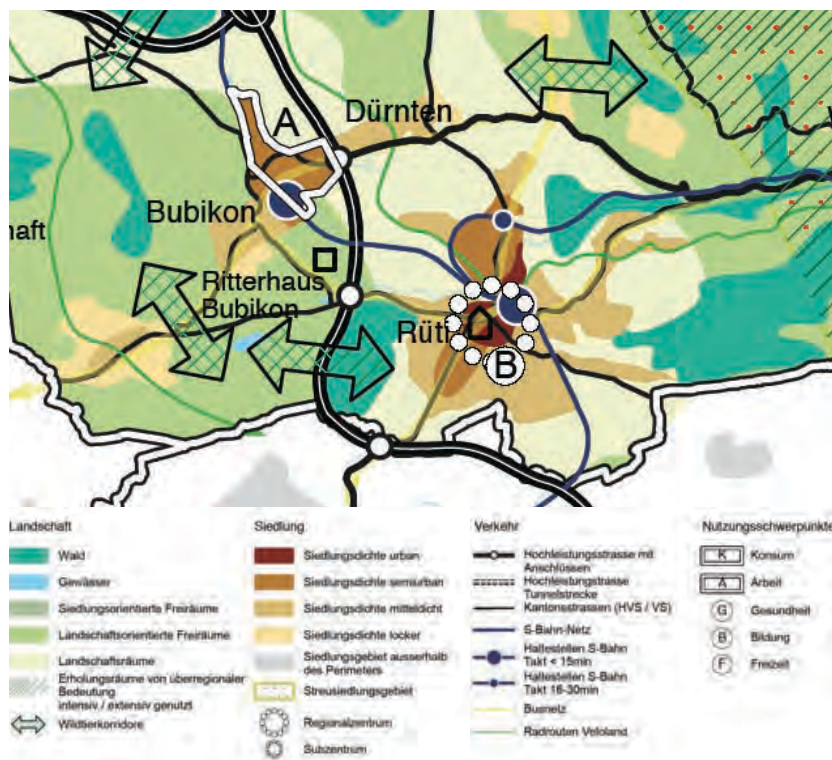 A
Dürnten
Bubikon
haft
Ritterhaus
Bubikon
Rüti
B
Landschaft
Wald
Gewässer
Siedlungsorientierte Freiräume
Landschaftsorientierte Freiräume
Landschaftsräume
Erholungsräume von überregionaler
Bedeutung
intensiv / extensiv genutzt
Wildtierkorridore
Siedlung
Siedlungsdichte urban
Siedlungsdichte semiurban
Siedlungsdichte mitteldicht
Siedlungsdichte locker
Siedlungsgebiet ausserhalb
des Perimeters
Streusiedlungsgebiet
Regionalzentrum
Subzentrum
Verkehr
Hochleistungsstrasse mit
Anschlüssen
Hochleistungstrasse
Tunnelstrecke
Kantonsstrassen (HVS / VS)
S-Bahn-Netz
Haltestellen S-Bahn
Takt < 15min
Haltestellen S-Bahn
Takt 16-30min
Busnetz
Radrouten Veloland
Nutzungsschwerpunkte
K Konsum
A Arbeit
G Gesundheit
B Bildung
F Freizeit